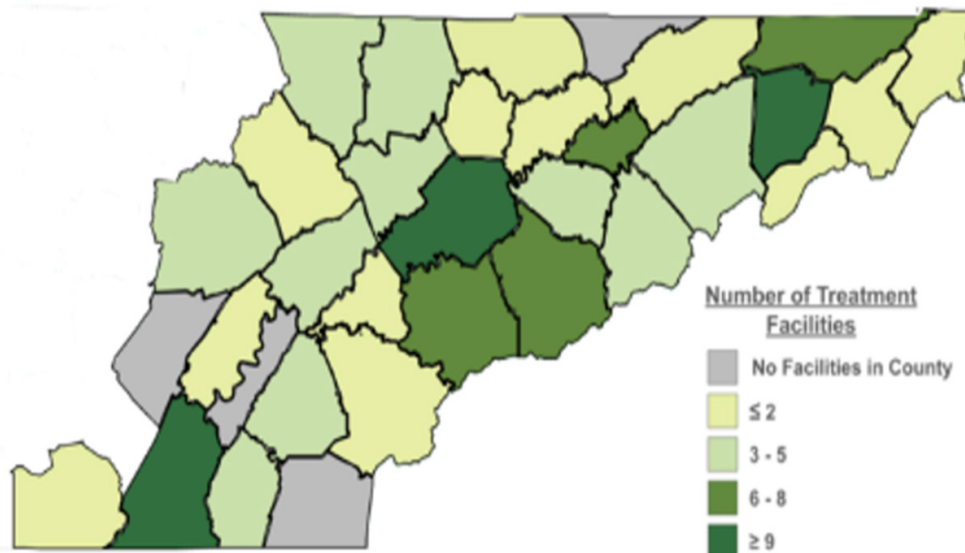 Number of Treatment
Facilities
No Facilities in County
≤ 2
3 - 5
6 - 8
≥ 9